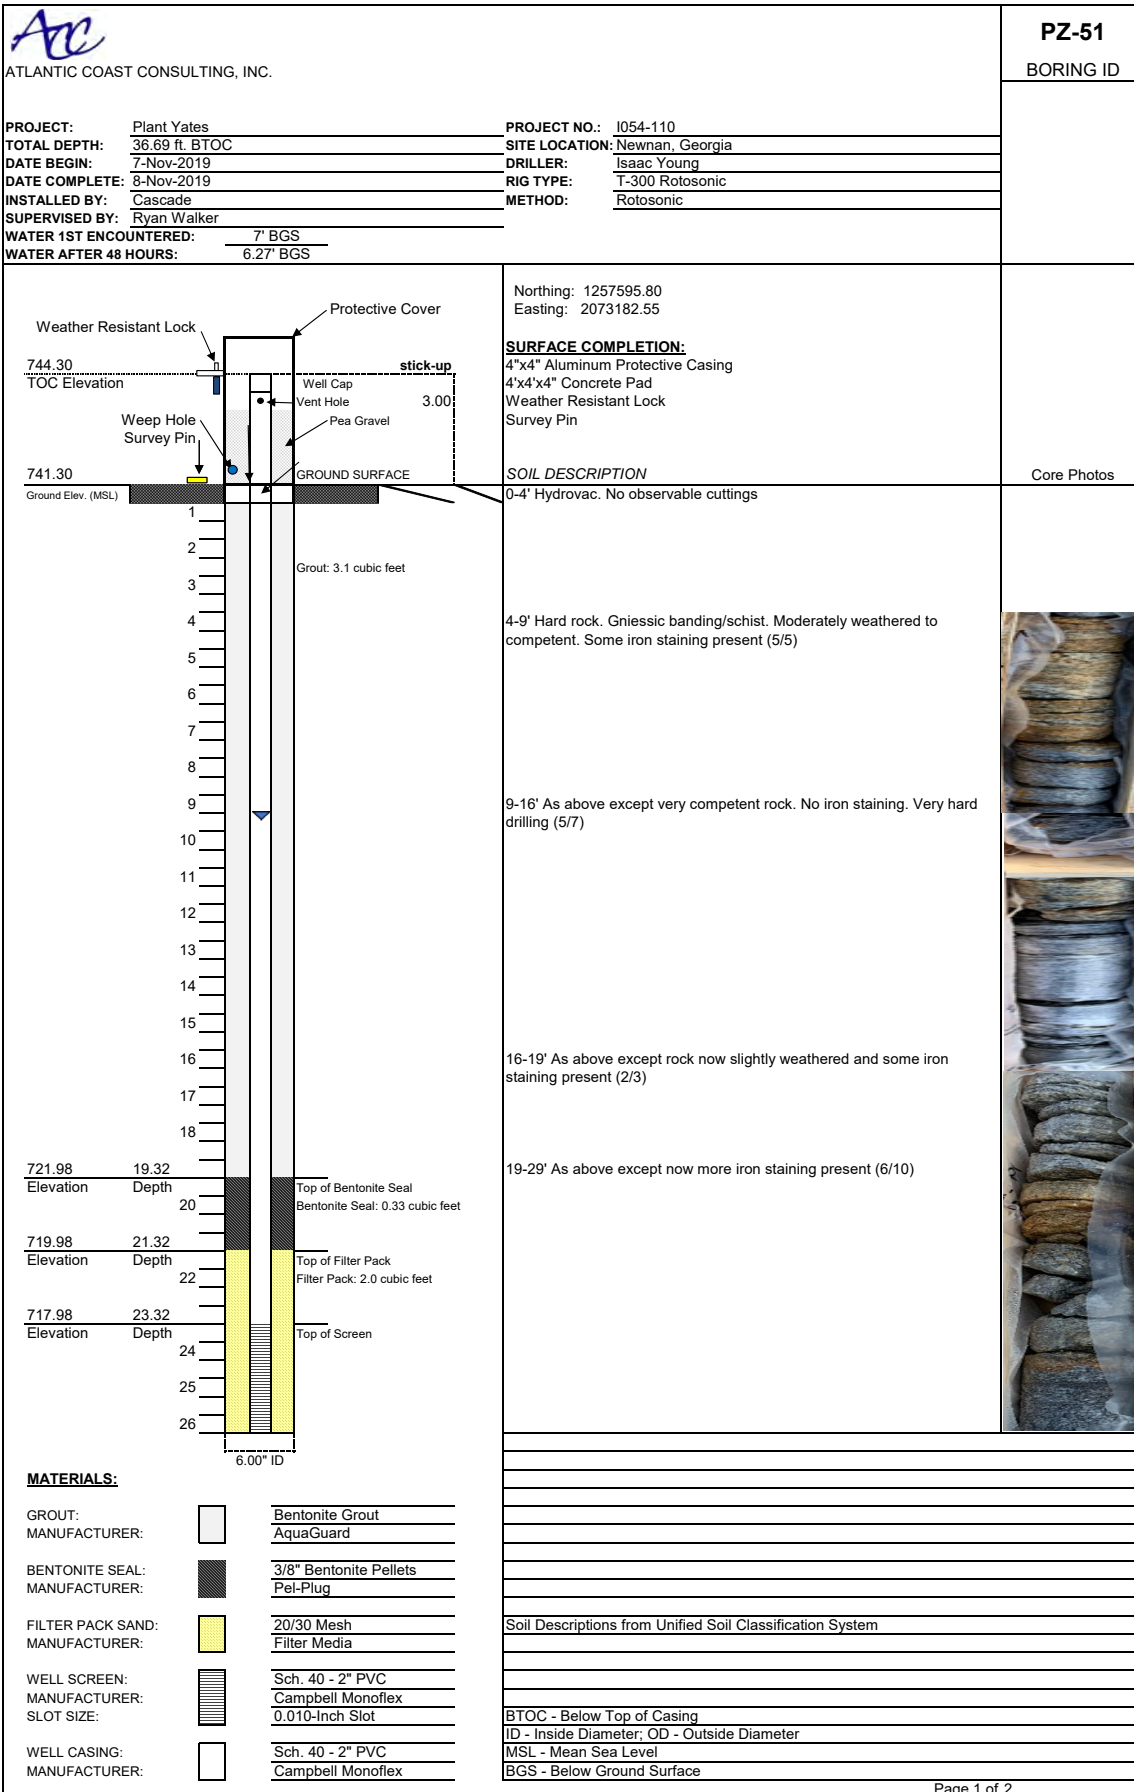 ACC
PZ-51
ATLANTIC COAST CONSULTING, INC.
BORING ID
PROJECT: Plant Yates
PROJECT NO.: I054-110
TOTAL DEPTH: 36.69 ft. BTOC
SITE LOCATION: Newnan, Georgia
DATE BEGIN: 7-Nov-2019
DRILLER: Isaac Young
DATE COMPLETE: 8-Nov-2019
RIG TYPE: T-300 Rotosonic
INSTALLED BY: Cascade
METHOD: Rotosonic
SUPERVISED BY: Ryan Walker
WATER 1ST ENCOUNTERED: 7' BGS
WATER AFTER 48 HOURS: 6.27' BGS
Northing: 1257595.80
Easting: 2073182.55
Protective Cover
Weather Resistant Lock
SURFACE COMPLETION:
744.30
stick-up
4"x4" Aluminum Protective Casing
TOC Elevation
Well Cap
4'x4'x4" Concrete Pad
Vent Hole
3.00
Weather Resistant Lock
Weep Hole
Pea Gravel
Survey Pin
Survey Pin
741.30
GROUND SURFACE
SOIL DESCRIPTION
Core Photos
Ground Elev. (MSL)
0-4' Hydrovac. No observable cuttings
1
2
Grout: 3.1 cubic feet
3
4
4-9' Hard rock. Gniessic banding/schist. Moderately weathered to
competent. Some iron staining present (5/5)
5
6
7
8
9
9-16' As above except very competent rock. No iron staining. Very hard
drilling (5/7)
10
11
12
13
14
15
16
16-19' As above except rock now slightly weathered and some iron
staining present (2/3)
17
18
721.98 19.32
19-29' As above except now more iron staining present (6/10)
Elevation Depth
Top of Bentonite Seal
20
Bentonite Seal: 0.33 cubic feet
719.98 21.32
Elevation Depth
Top of Filter Pack
22
Filter Pack: 2.0 cubic feet
717.98 23.32
Elevation Depth
Top of Screen
24
25
26
6.00" ID
MATERIALS:
GROUT: Bentonite Grout
MANUFACTURER: AquaGuard
BENTONITE SEAL: 3/8" Bentonite Pellets
MANUFACTURER: Pel-Plug
FILTER PACK SAND: 20/30 Mesh
Soil Descriptions from Unified Soil Classification System
MANUFACTURER: Filter Media
WELL SCREEN: Sch. 40 - 2" PVC
MANUFACTURER: Campbell Monoflex
SLOT SIZE: 0.010-Inch Slot
BTOC - Below Top of Casing
ID - Inside Diameter; OD - Outside Diameter
WELL CASING: Sch. 40 - 2" PVC
MSL - Mean Sea Level
MANUFACTURER: Campbell Monoflex
BGS - Below Ground Surface
Page 1 of 2